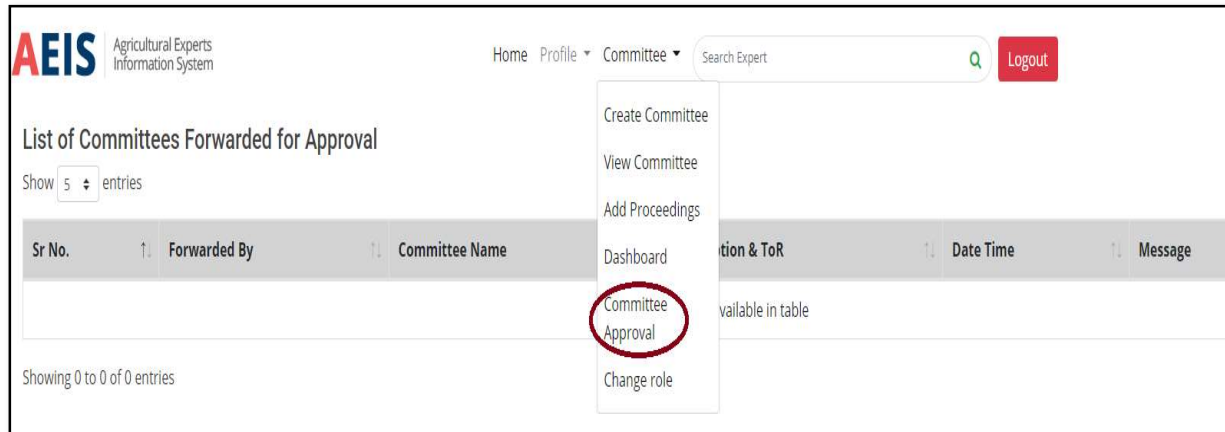 AEIS Agricultural Experts
Information System
Home Profile Committee Search Expert Logout
Create Committee
View Committee
Add Proceedings
Dashboard
Committee
Approval
Change role
List of Committees Forwarded for Approval
Show 5 entries
Sr No. Forwarded By Committee Name tion & ToR Date Time Message
vailable in table
Showing 0 to 0 of 0 entries